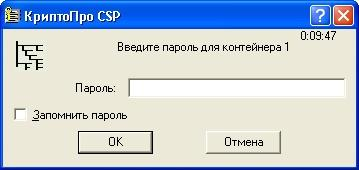 КриптоПро CSP
0:09:47
Введите пароль для контейнера 1
Пароль:
Запомнить пароль
OK
Отмена